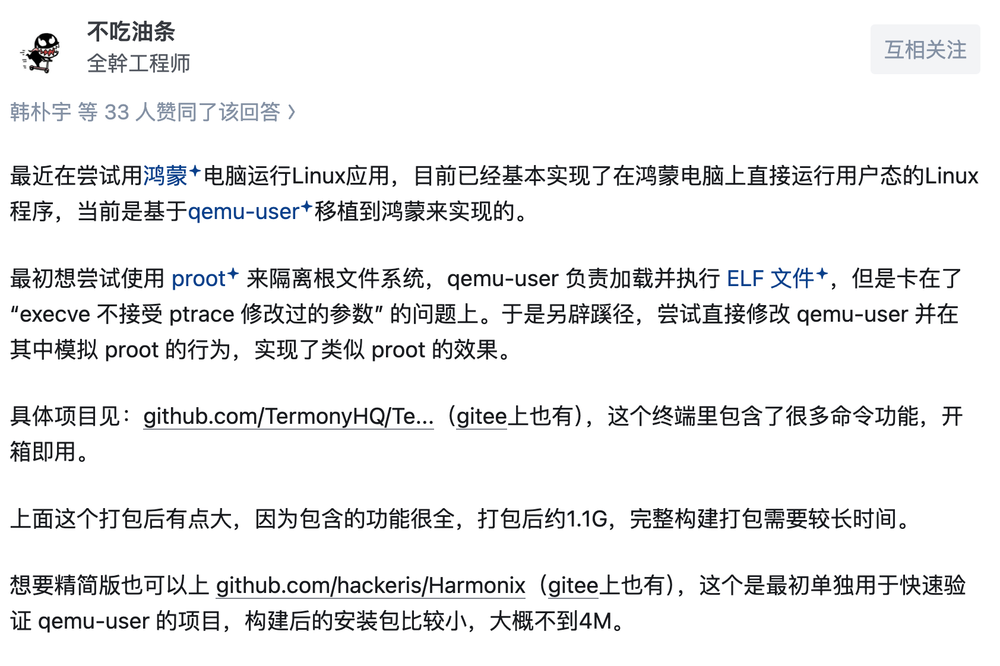 不吃油条
全幹工程师
互相关注
韩朴宇 等 33 人赞同了该回答 ›
最近在尝试用鸿蒙电脑运行Linux应用，目前已经基本实现了在鸿蒙电脑上直接运行用户态的Linux
程序，当前是基于qemu-user移植到鸿蒙来实现的。
最初想尝试使用 proot 来隔离根文件系统，qemu-user 负责加载并执行 ELF 文件，但是卡在了
“execve 不接受 ptrace 修改过的参数” 的问题上。于是另辟蹊径，尝试直接修改 qemu-user 并在
其中模拟 proot 的行为，实现了类似 proot 的效果。
具体项目见：github.com/TermonyHQ/Te...（gitee上也有），这个终端里包含了很多命令功能，开
箱即用。
上面这个打包后有点大，因为包含的功能很全，打包后约1.1G，完整构建打包需要较长时间。
想要精简版也可以上 github.com/hackeris/Harmonix（gitee上也有），这个是最初单独用于快速验
证 qemu-user 的项目，构建后的安装包比较小，大概不到4M。